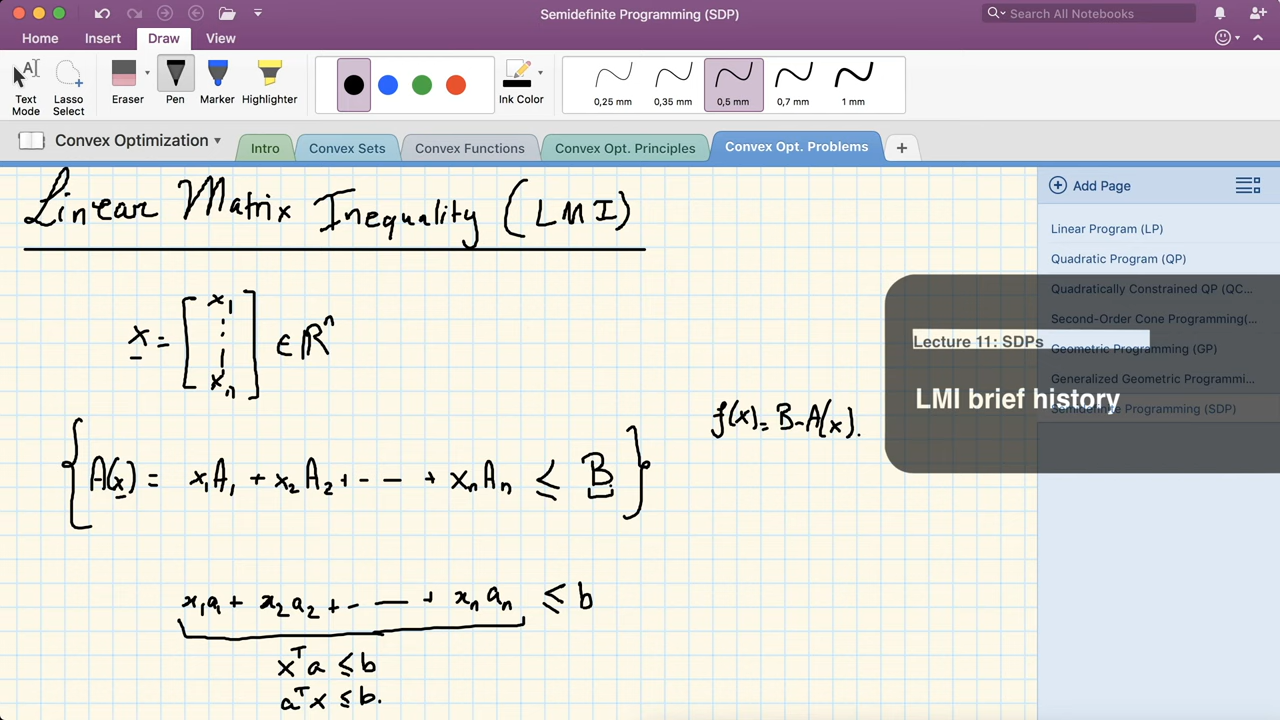 Semidefinite Programming (SDP)
Search All Notebooks
Home Insert Draw View
Text Mode
Lasso Select
Eraser
Pen
Marker
Highlighter
Ink Color
0,25 mm 0,35 mm 0,5 mm 0,7 mm 1 mm
Convex Optimization
Intro Convex Sets Convex Functions Convex Opt. Principles Convex Opt. Problems
Add Page
Linear Program (LP)
Quadratic Program (QP)
Quadratically Constrained QP (QC...
Second-Order Cone Programming(...
Geometric Programming (GP)
Generalized Geometric Programmi...
Semidefinite Programming (SDP)
Lecture 11: SDPs
LMI brief history
Linear Matrix Inequality (LMI)
x = [x₁ ⋮ xₙ] ∈ ℝⁿ
f(x) = B - A(x).
{A(x) = x₁A₁ + x₂A₂ + - - — + xₙAₙ ≤ B}
x₁a₁ + x₂a₂ + - — + xₙaₙ ≤ b
xᵀa ≤ b
aᵀx ≤ b.